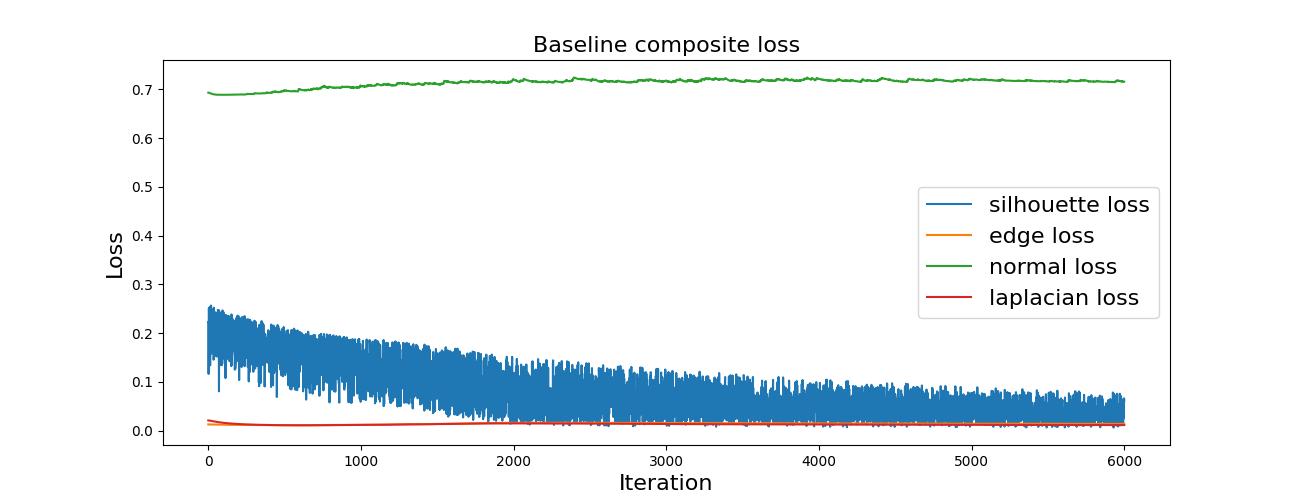 Baseline composite loss
Loss
0.7
0.6
0.5
0.4
0.3
0.2
0.1
0.0
silhouette loss
edge loss
normal loss
laplacian loss
0 1000 2000 3000 4000 5000 6000
Iteration